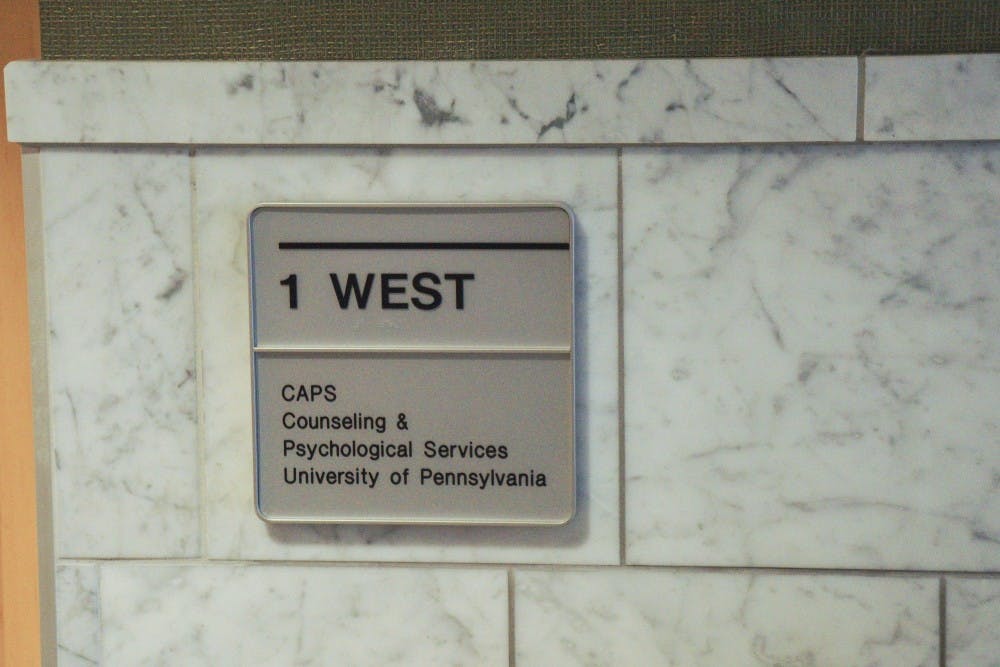 1 WEST
CAPS
Counseling &
Psychological Services
University of Pennsylvania